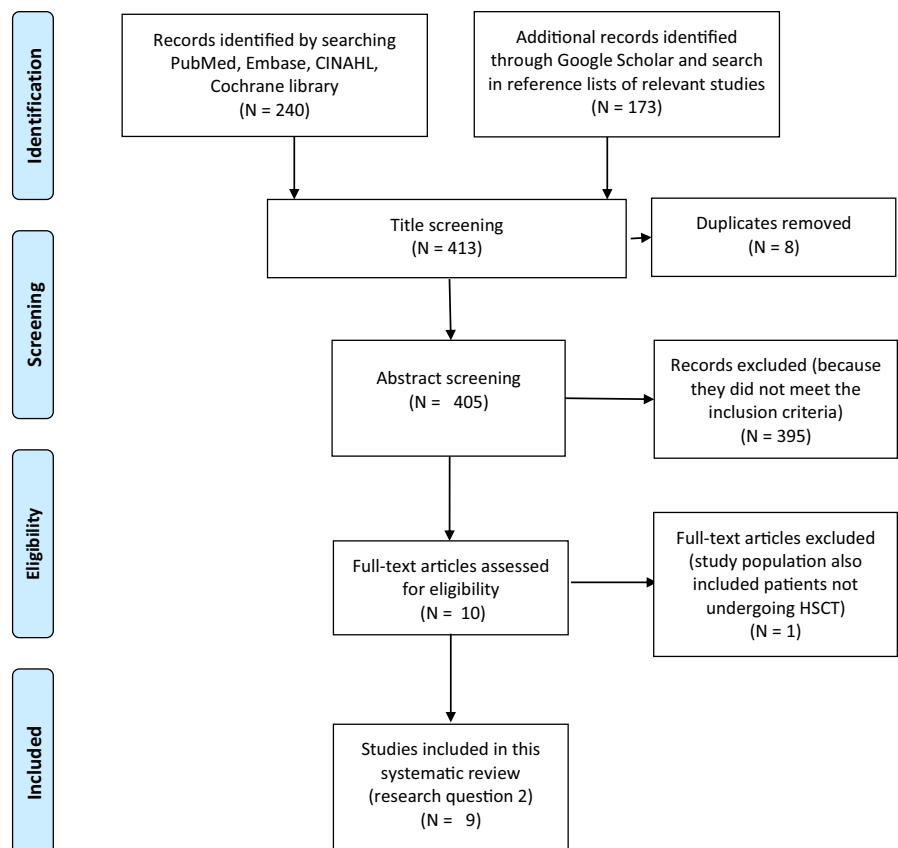 Identification
Records identified by searching
PubMed, Embase, CINAHL,
Cochrane library
(N = 240)
Additional records identified
through Google Scholar and search
in reference lists of relevant studies
(N = 173)
Title screening
(N = 413)
Duplicates removed
(N = 8)
Screening
Abstract screening
(N = 405)
Records excluded (because
they did not meet the
inclusion criteria)
(N = 395)
Eligibility
Full-text articles assessed
for eligibility
(N = 10)
Full-text articles excluded
(study population also
included patients not
undergoing HSCT)
(N = 1)
Included
Studies included in this
systematic review
(research question 2)
(N = 9)